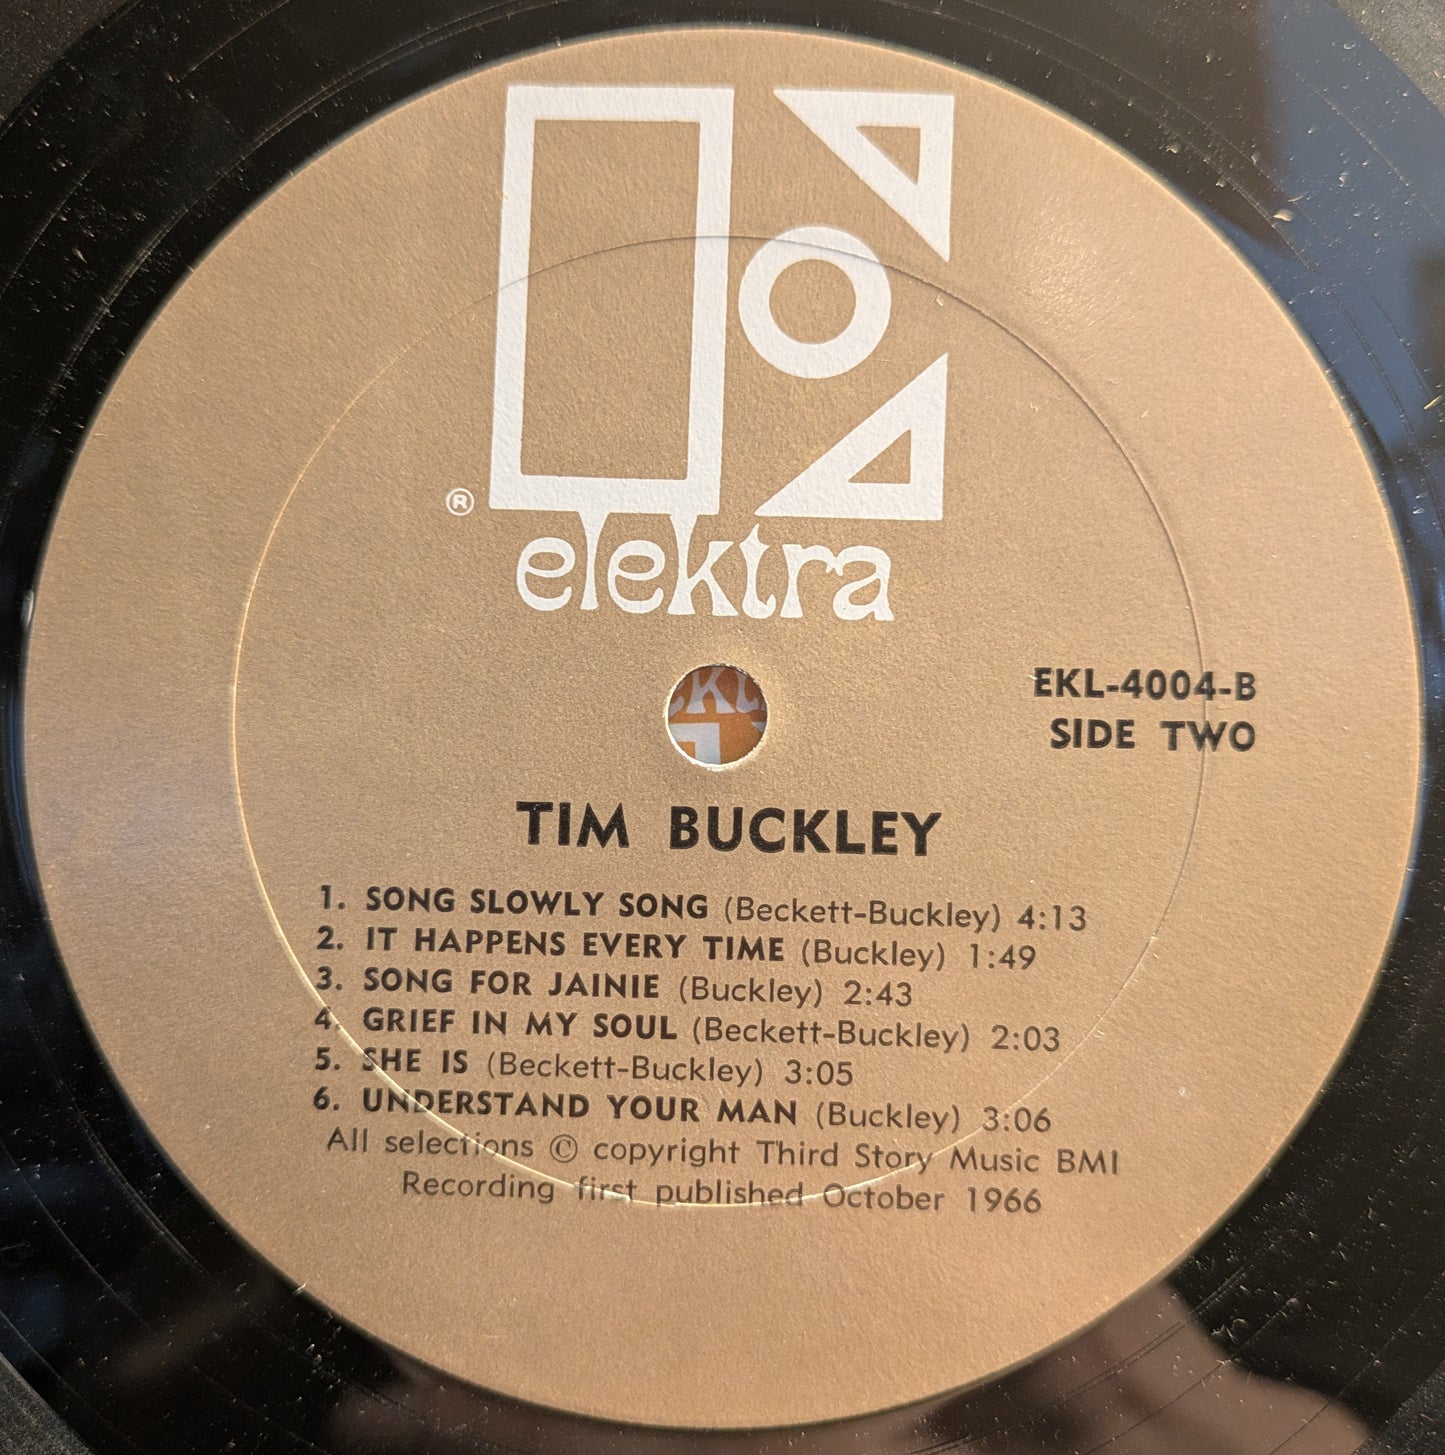 ®
elektra
EKL-4004-B
SIDE TWO
TIM BUCKLEY
1. SONG SLOWLY SONG (Beckett-Buckley) 4:13
2. IT HAPPENS EVERY TIME (Buckley) 1:49
3. SONG FOR JAINIE (Buckley) 2:43
4. GRIEF IN MY SOUL (Beckett-Buckley) 2:03
5. SHE IS (Beckett-Buckley) 3:05
6. UNDERSTAND YOUR MAN (Buckley) 3:06
All selections © copyright Third Story Music BMI
Recording first published October 1966